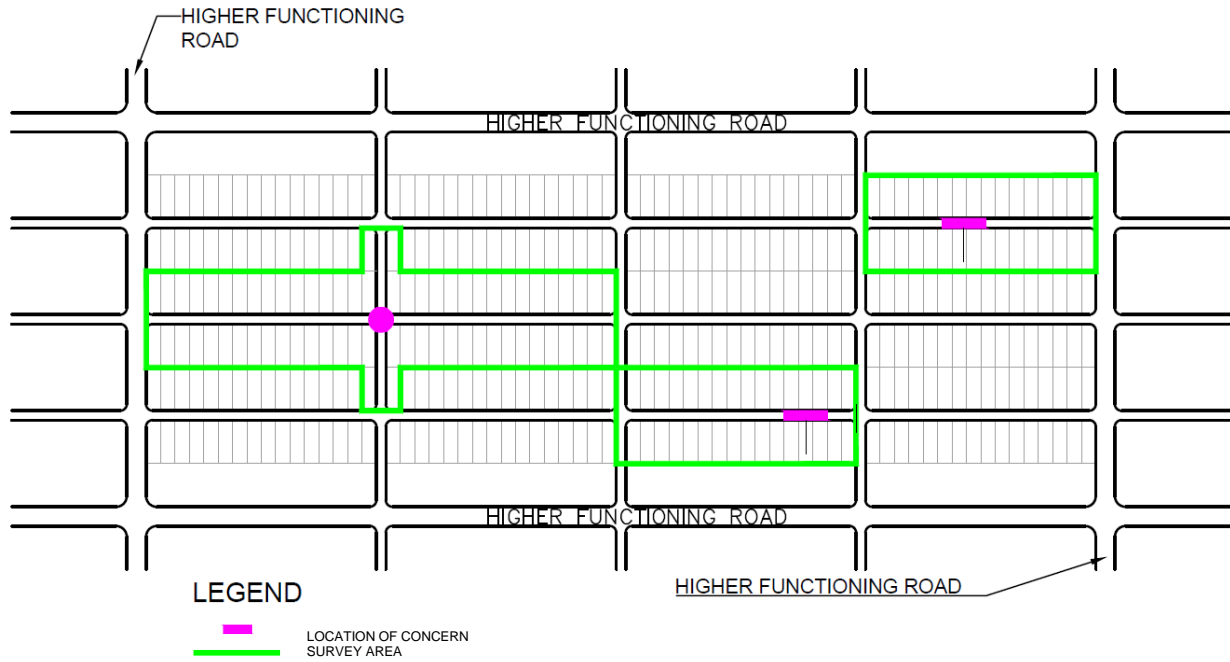 HIGHER FUNCTIONING
ROAD
HIGHER FUNCTIONING ROAD
HIGHER FUNCTIONING ROAD
HIGHER FUNCTIONING ROAD
LEGEND
LOCATION OF CONCERN
SURVEY AREA